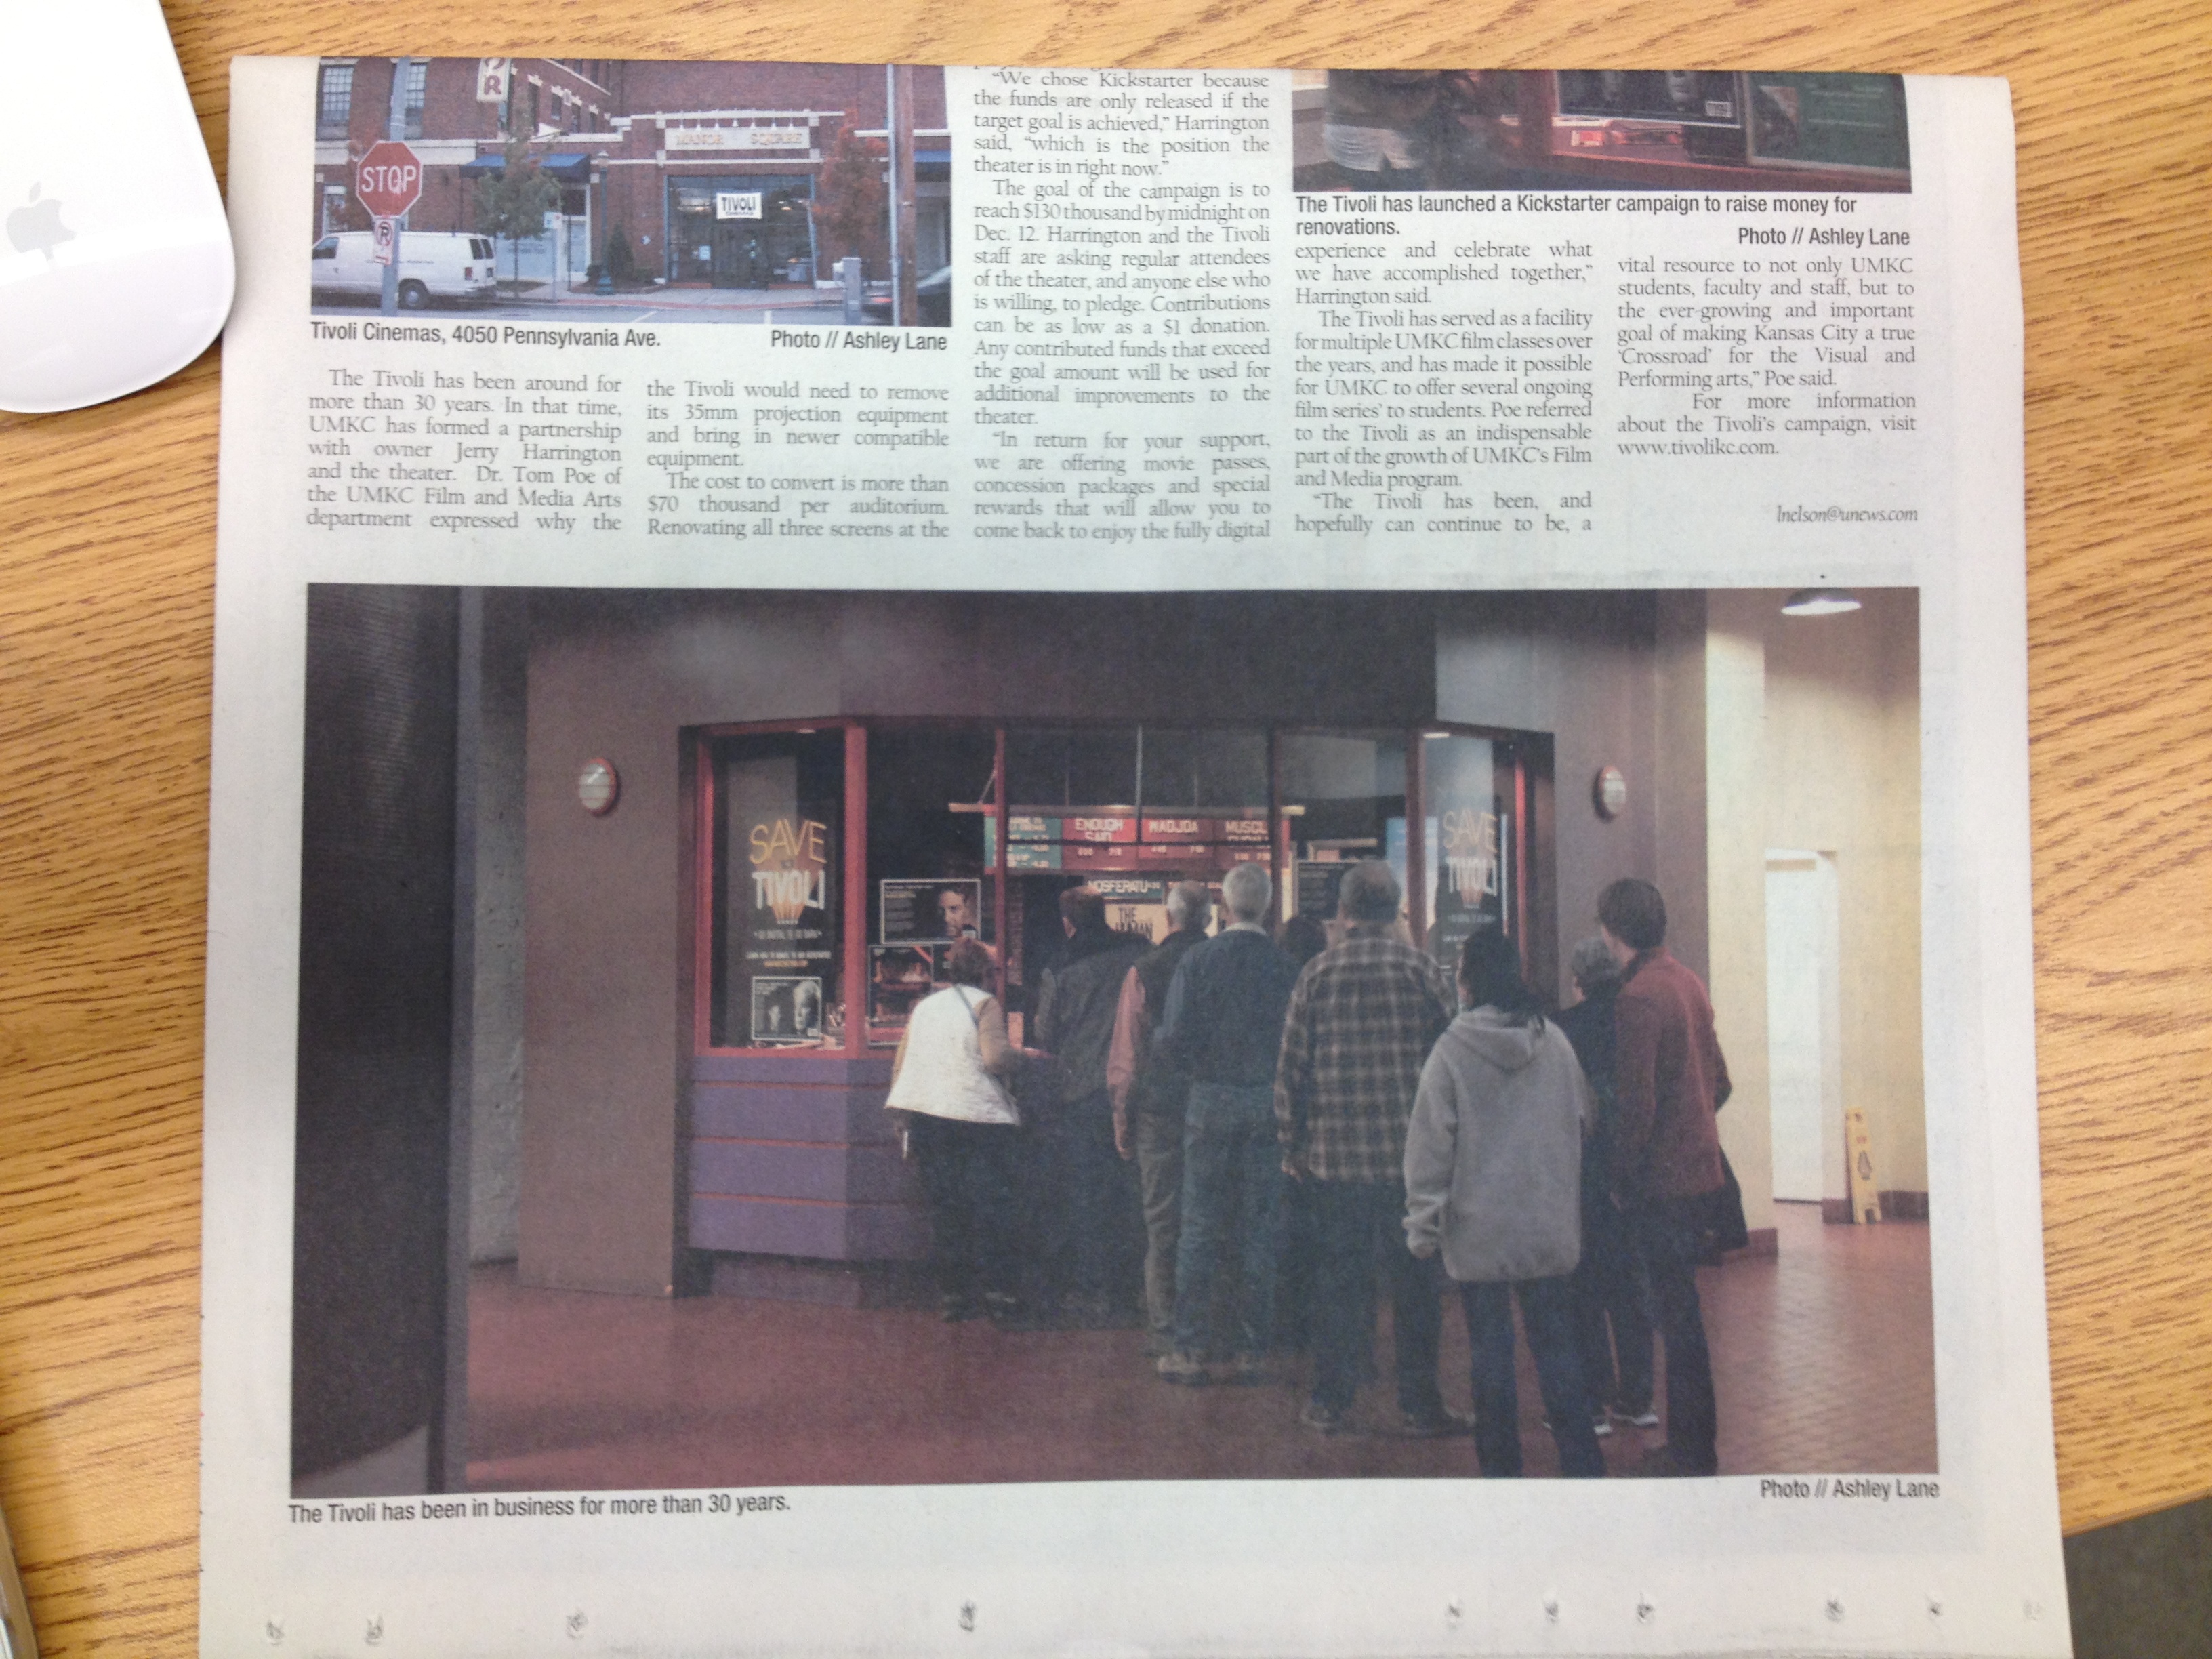 STOP
TIVOLI
Tivoli Cinemas, 4050 Pennsylvania Ave.
Photo // Ashley Lane
The Tivoli has been around for
more than 30 years. In that time,
UMKC has formed a partnership
with owner Jerry Harrington
and the theater. Dr. Tom Poe of
the UMKC Film and Media Arts
department expressed why the
the Tivoli would need to remove
its 35mm projection equipment
and bring in newer compatible
equipment.
The cost to convert is more than
$70 thousand per auditorium.
Renovating all three screens at the
"We chose Kickstarter because
the funds are only released if the
target goal is achieved," Harrington
said, "which is the position the
theater is in right now."
The goal of the campaign is to
reach $130 thousand by midnight on
Dec. 12. Harrington and the Tivoli
staff are asking regular attendees
of the theater, and anyone else who
is willing, to pledge. Contributions
can be as low as a $1 donation.
Any contributed funds that exceed
the goal amount will be used for
additional improvements to the
theater.
"In return for your support,
we are offering movie passes,
concession packages and special
rewards that will allow you to
come back to enjoy the fully digital
The Tivoli has launched a Kickstarter campaign to raise money for
renovations.
Photo // Ashley Lane
experience and celebrate what
we have accomplished together,"
Harrington said.
The Tivoli has served as a facility
for multiple UMKC film classes over
the years, and has made it possible
for UMKC to offer several ongoing
film series' to students. Poe referred
to the Tivoli as an indispensable
part of the growth of UMKC's Film
and Media program.
"The Tivoli has been, and
hopefully can continue to be, a
vital resource to not only UMKC
students, faculty and staff, but to
the ever-growing and important
goal of making Kansas City a true
'Crossroad' for the Visual and
Performing arts," Poe said.
For more information
about the Tivoli's campaign, visit
www.tivolikc.com.
lnelson@unews.com
SAVE
TIVOLI
ENOUGH
SAID
WADJDA
MUSCLE
NOSFERATU
THE
SAVE
TIVOLI
The Tivoli has been in business for more than 30 years.
Photo // Ashley Lane